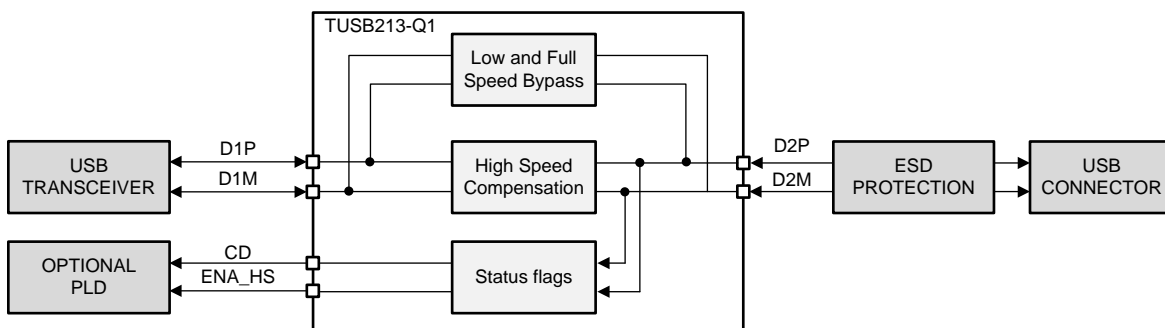 TUSB213-Q1
Low and Full
Speed Bypass
USB
TRANSCEIVER
D1P
D1M
High Speed
Compensation
D2P
D2M
ESD
PROTECTION
USB
CONNECTOR
OPTIONAL
PLD
CD
ENA_HS
Status flags